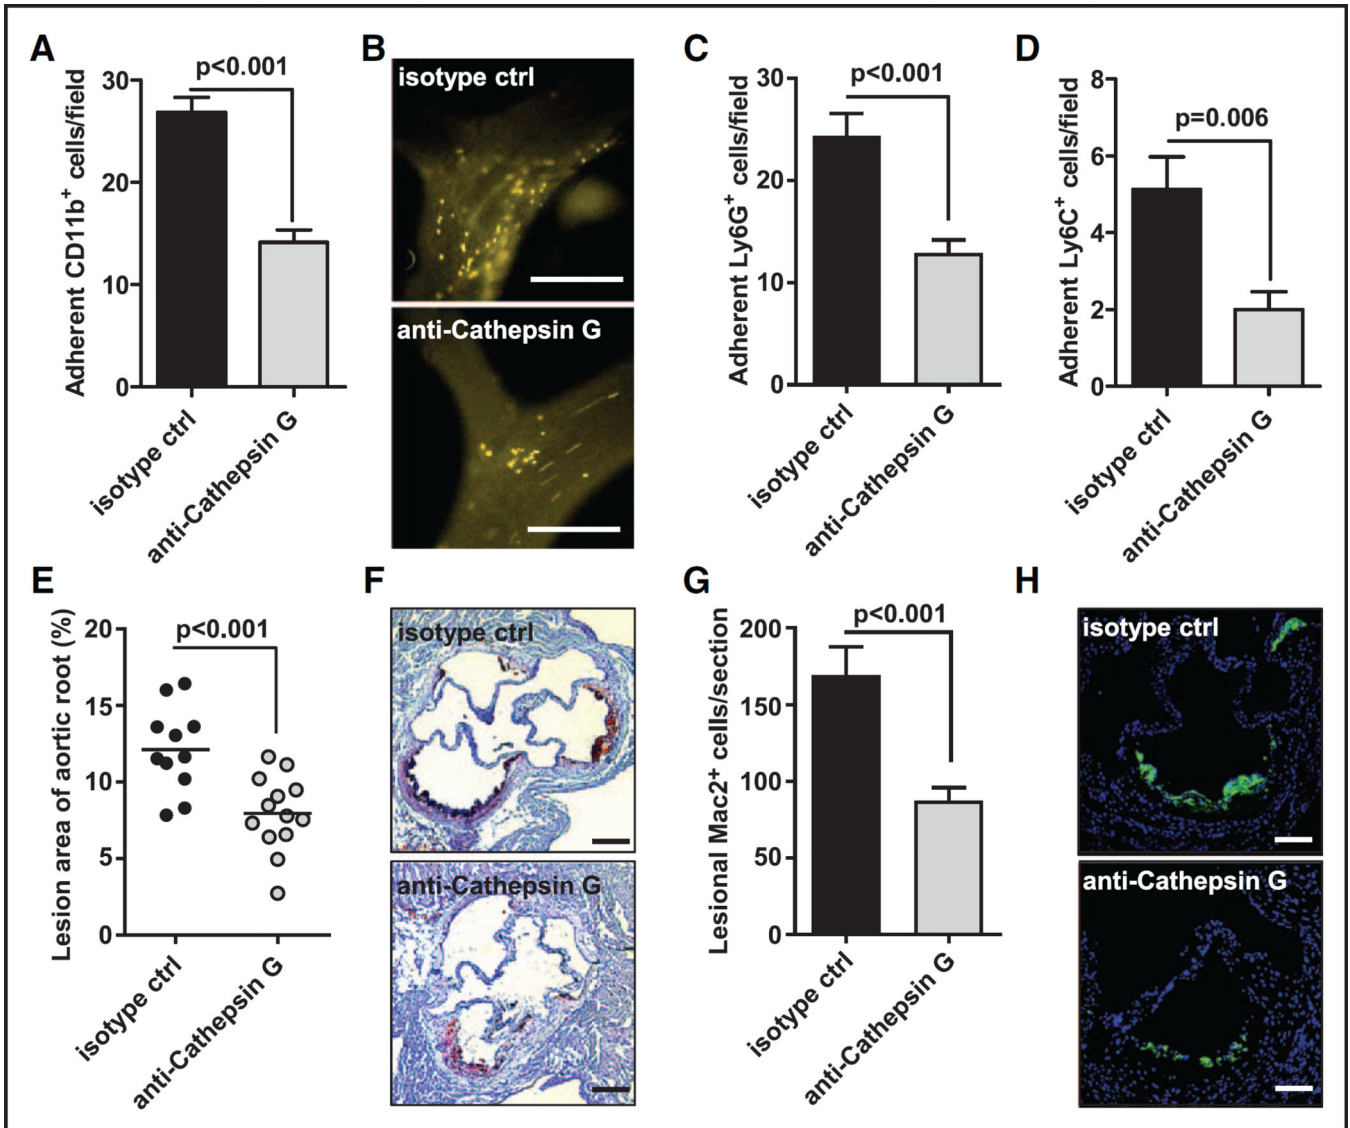 A
Adherent CD11b+ cells/field
30
20
10
0
p<0.001
isotype ctrl
anti-Cathepsin G
B
isotype ctrl
anti-Cathepsin G
C
Adherent Ly6G+ cells/field
30
20
10
0
p<0.001
isotype ctrl
anti-Cathepsin G
D
Adherent Ly6C+ cells/field
8
6
4
2
0
p=0.006
isotype ctrl
anti-Cathepsin G
E
Lesion area of aortic root (%)
20
15
10
5
0
p<0.001
isotype ctrl
anti-Cathepsin G
F
isotype ctrl
anti-Cathepsin G
G
Lesional Mac2+ cells/section
200
150
100
50
0
p<0.001
isotype ctrl
anti-Cathepsin G
H
isotype ctrl
anti-Cathepsin G